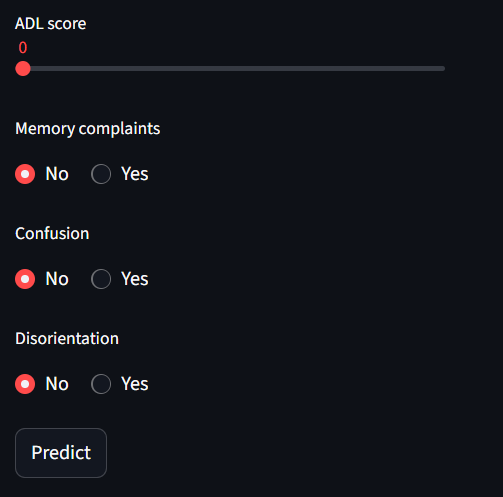 ADL score
0
Memory complaints
No Yes
Confusion
No Yes
Disorientation
No Yes
Predict